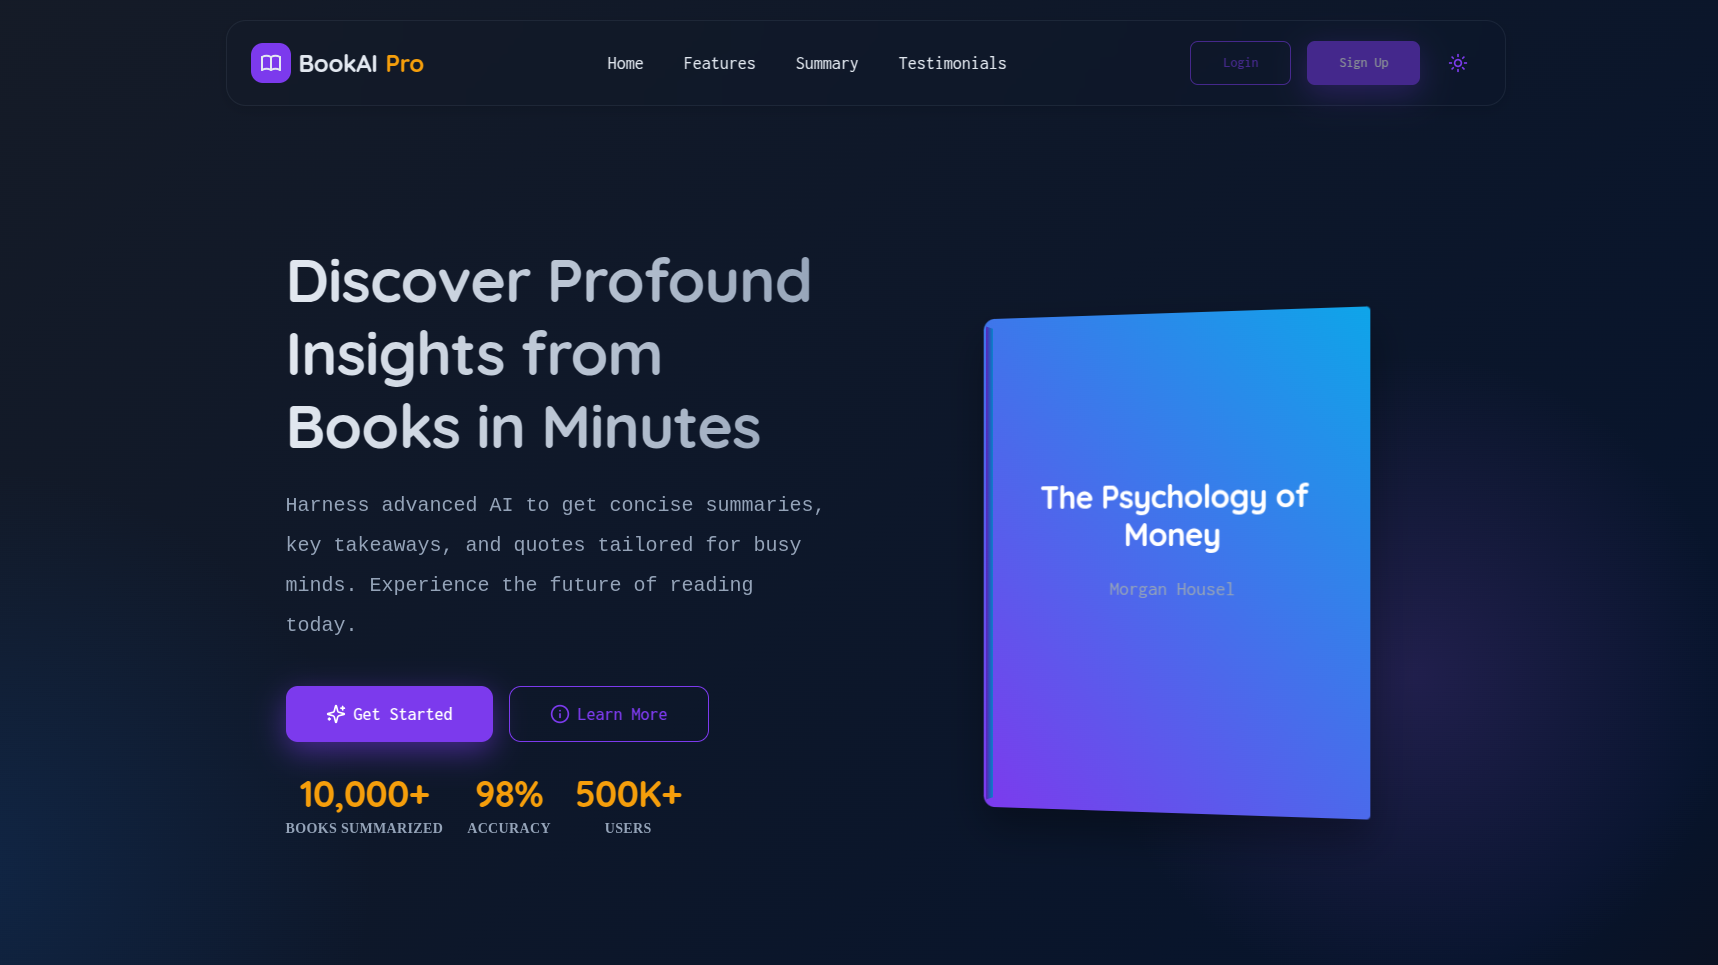 BookAI Pro
Home
Features
Summary
Testimonials
Login
Sign Up
Discover Profound
Insights from
Books in Minutes
Harness advanced AI to get concise summaries,
key takeaways, and quotes tailored for busy
minds. Experience the future of reading
today.
Get Started
Learn More
10,000+
BOOKS SUMMARIZED
98%
ACCURACY
500K+
USERS
The Psychology of
Money
Morgan Housel